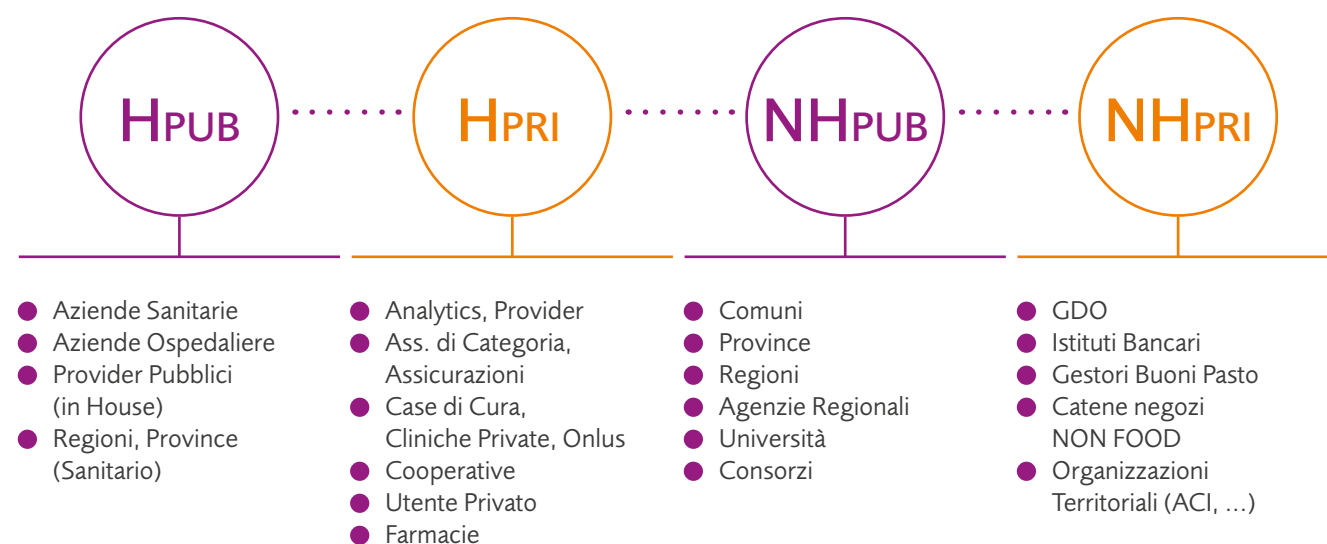 HPUB
HPRI
NHPUB
NHPRI
Aziende Sanitarie
Aziende Ospedaliere
Provider Pubblici
(in House)
Regioni, Province
(Sanitario)
Analytics, Provider
Ass. di Categoria,
Assicurazioni
Case di Cura,
Cliniche Private, Onlus
Cooperative
Utente Privato
Farmacie
Comuni
Province
Regioni
Agenzie Regionali
Università
Consorzi
GDO
Istituti Bancari
Gestori Buoni Pasto
Catene negozi
NON FOOD
Organizzazioni
Territoriali (ACI, ...)